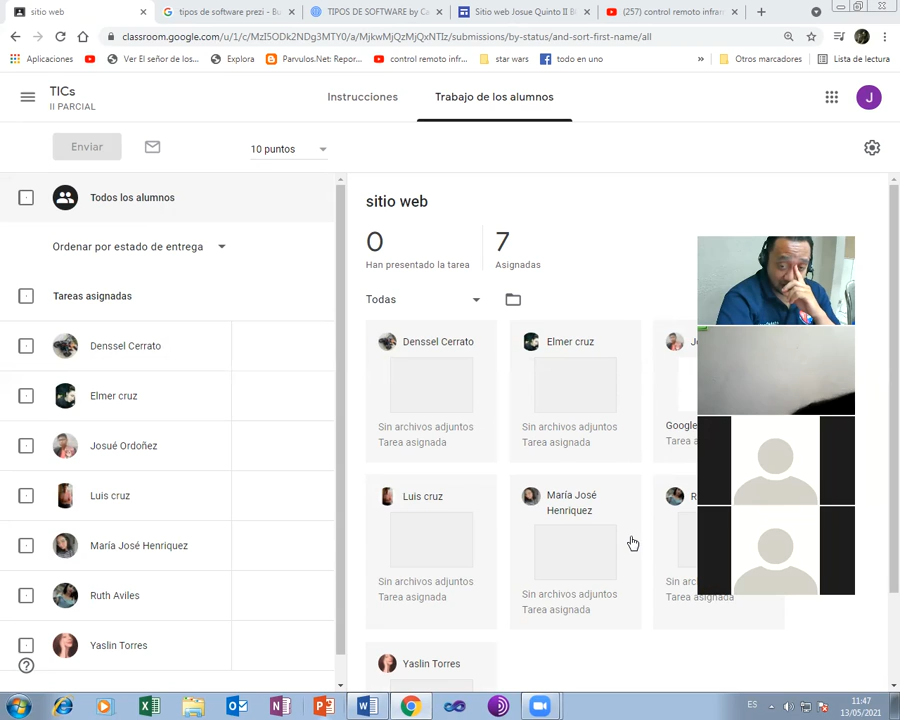 sitio web
tipos de software prezi - Bu
TIPOS DE SOFTWARE by Ca
Sitio web Josue Quinto II B
(257) control remoto infrar
classroom.google.com/u/1/c/MzI5ODk2NDg3MTY0/a/MjkwMjQzMjQxNTIz/submissions/by-status/and-sort-first-name/all
Aplicaciones
Ver El señor de los...
Explora
Parvulos.Net: Repor...
control remoto infr...
star wars
todo en uno
»
Otros marcadores
Lista de lectura
TICs
II PARCIAL
Instrucciones
Trabajo de los alumnos
J
Enviar
10 puntos
Todos los alumnos
Ordenar por estado de entrega
Tareas asignadas
Denssel Cerrato
Elmer cruz
Josué Ordoñez
Luis cruz
María José Henriquez
Ruth Aviles
Yaslin Torres
sitio web
0
Han presentado la tarea
7
Asignadas
Todas
Denssel Cerrato
Sin archivos adjuntos
Tarea asignada
Elmer cruz
Sin archivos adjuntos
Tarea asignada
Google
Tarea a
Luis cruz
Sin archivos adjuntos
Tarea asignada
María José
Henriquez
Sin archivos adjuntos
Tarea asignada
R
Sin arc
Tarea asignada
Yaslin Torres
ES
11:47
13/05/2021